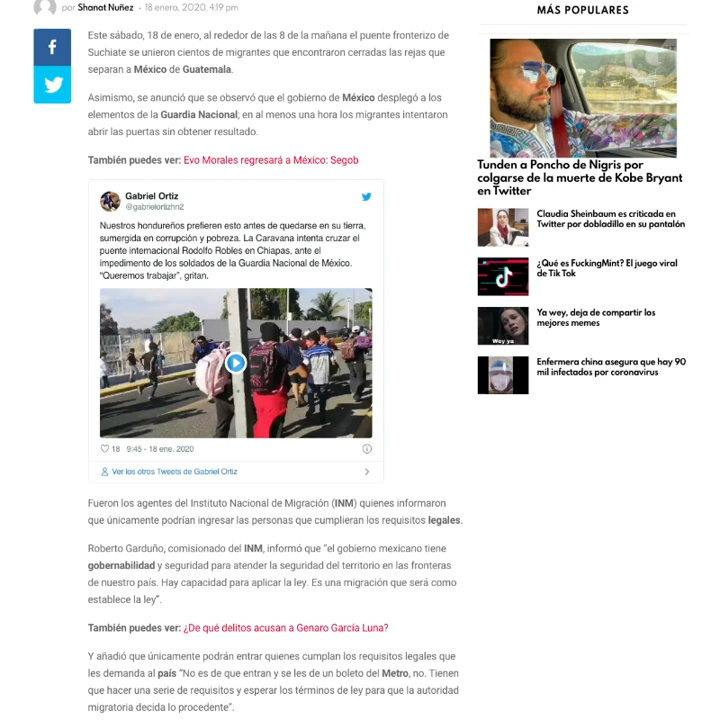 por Shanat Nuñez - 18 enero, 2020, 4:19 pm
Este sábado, 18 de enero, al rededor de las 8 de la mañana el puente fronterizo de
Suchiate se unieron cientos de migrantes que encontraron cerradas las rejas que
separan a México de Guatemala.
Asimismo, se anunció que se observó que el gobierno de México desplegó a los
elementos de la Guardia Nacional; en al menos una hora los migrantes intentaron
abrir las puertas sin obtener resultado.
También puedes ver: Evo Morales regresará a México: Segob
Gabriel Ortiz
@gabrielortizhn2
Nuestros hondureños prefieren esto antes de quedarse en su tierra,
sumergida en corrupción y pobreza. La Caravana intenta cruzar el
puente internacional Rodolfo Robles en Chiapas, ante el
impedimento de los soldados de la Guardia Nacional de México.
"Queremos trabajar", gritan.
18 9:45 - 18 ene. 2020
Ver los otros Tweets de Gabriel Ortiz
Fueron los agentes del Instituto Nacional de Migración (INM) quienes informaron
que únicamente podrían ingresar las personas que cumplieran los requisitos legales.
Roberto Garduño, comisionado del INM, informó que "el gobierno mexicano tiene
gobernabilidad y seguridad para atender la seguridad del territorio en las fronteras
de nuestro país. Hay capacidad para aplicar la ley. Es una migración que será como
establece la ley".
También puedes ver: ¿De qué delitos acusan a Genaro García Luna?
Y añadió que únicamente podrán entrar quienes cumplan los requisitos legales que
les demanda al país "No es de que entran y se les de un boleto del Metro, no. Tienen
que hacer una serie de requisitos y esperar los términos de ley para que la autoridad
migratoria decida lo procedente".
MÁS POPULARES
Tunden a Poncho de Nigris por
colgarse de la muerte de Kobe Bryant
en Twitter
Claudia Sheinbaum es criticada en
Twitter por dobladillo en su pantalón
¿Qué es FuckingMint? El juego viral
de Tik Tok
Ya wey, deja de compartir los
mejores memes
Wey ya
Enfermera china asegura que hay 90
mil infectados por coronavirus